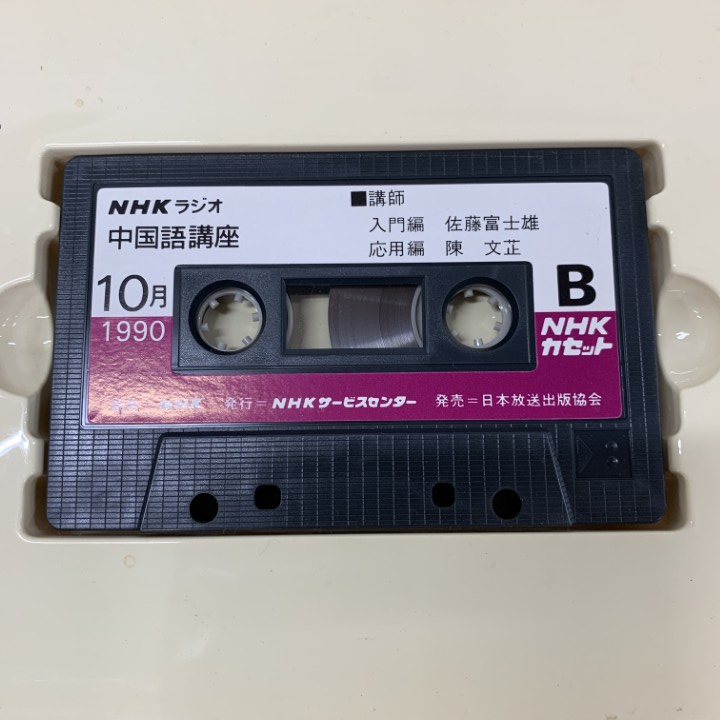 NHKラジオ
中国語講座
10月
1990
■講師
入門編 佐藤富士雄
応用編 陳 文芷
B
NHK
カセット
NHK 発行=NHKサービスセンター 発売=日本放送出版協会